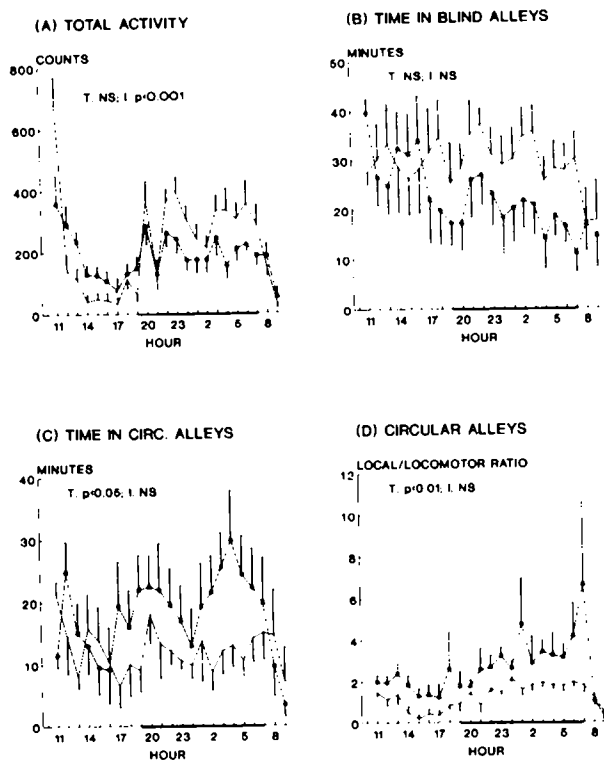 (A) TOTAL ACTIVITY
COUNTS
T. NS; I. p<0.001
800
600
400
200
0
11 14 17 20 23 2 5 8
HOUR
(B) TIME IN BLIND ALLEYS
MINUTES
T. NS; I. NS
50
40
30
20
10
0
11 14 17 20 23 2 5 8
HOUR
(C) TIME IN CIRC. ALLEYS
MINUTES
T. p<0.05; I. NS
40
30
20
10
0
11 14 17 20 23 2 5 8
HOUR
(D) CIRCULAR ALLEYS
LOCAL/LOCOMOTOR RATIO
T. p<0.01; I. NS
12
10
8
6
4
2
0
11 14 17 20 23 2 5 8
HOUR